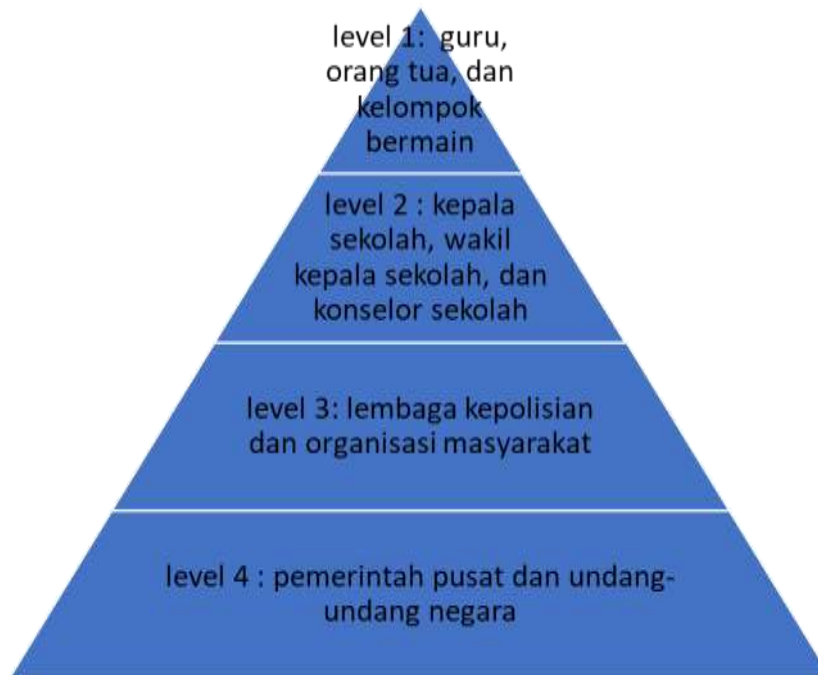 level 1:  guru,
orang tua, dan
kelompok
bermain
level 2 : kepala
sekolah, wakil
kepala sekolah, dan
konselor sekolah
level 3: lembaga kepolisian
dan organisasi masyarakat
level 4 : pemerintah pusat dan undang-
undang negara